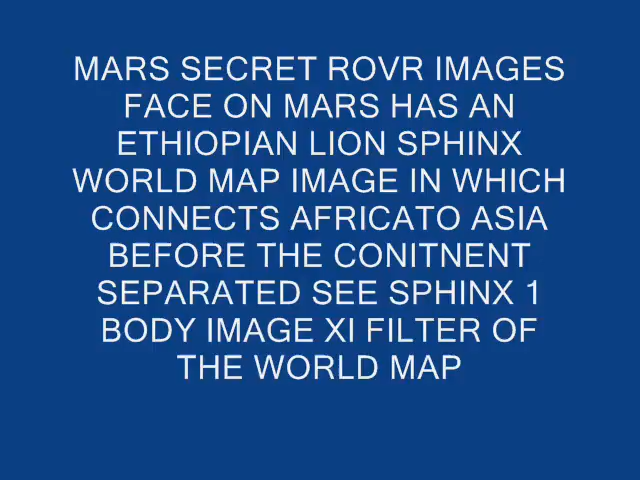 MARS SECRET ROVR IMAGES
FACE ON MARS HAS AN
ETHIOPIAN LION SPHINX
WORLD MAP IMAGE IN WHICH
CONNECTS AFRICATO ASIA
BEFORE THE CONITNENT
SEPARATED SEE SPHINX 1
BODY IMAGE XI FILTER OF
THE WORLD MAP